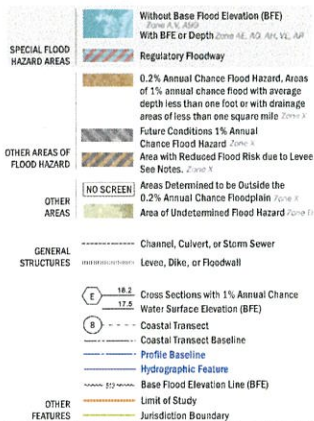 Without Base Flood Elevation (BFE)
Zone A, V, A99
With BFE or Depth Zone AE, AO, AH, VE, AR
SPECIAL FLOOD
HAZARD AREAS
Regulatory Floodway
0.2% Annual Chance Flood Hazard, Areas
of 1% annual chance flood with average
depth less than one foot or with drainage
areas of less than one square mile Zone X
Future Conditions 1% Annual
Chance Flood Hazard Zone X
OTHER AREAS OF
FLOOD HAZARD
Area with Reduced Flood Risk due to Levee
See Notes. Zone X
NO SCREEN
Areas Determined to be Outside the
0.2% Annual Chance Floodplain Zone X
OTHER
AREAS
Area of Undetermined Flood Hazard Zone D
GENERAL
STRUCTURES
Channel, Culvert, or Storm Sewer
Levee, Dike, or Floodwall
E 18.2
17.5
Cross Sections with 1% Annual Chance
Water Surface Elevation (BFE)
8
Coastal Transect
Coastal Transect Baseline
Profile Baseline
Hydrographic Feature
Base Flood Elevation Line (BFE)
OTHER
FEATURES
Limit of Study
Jurisdiction Boundary